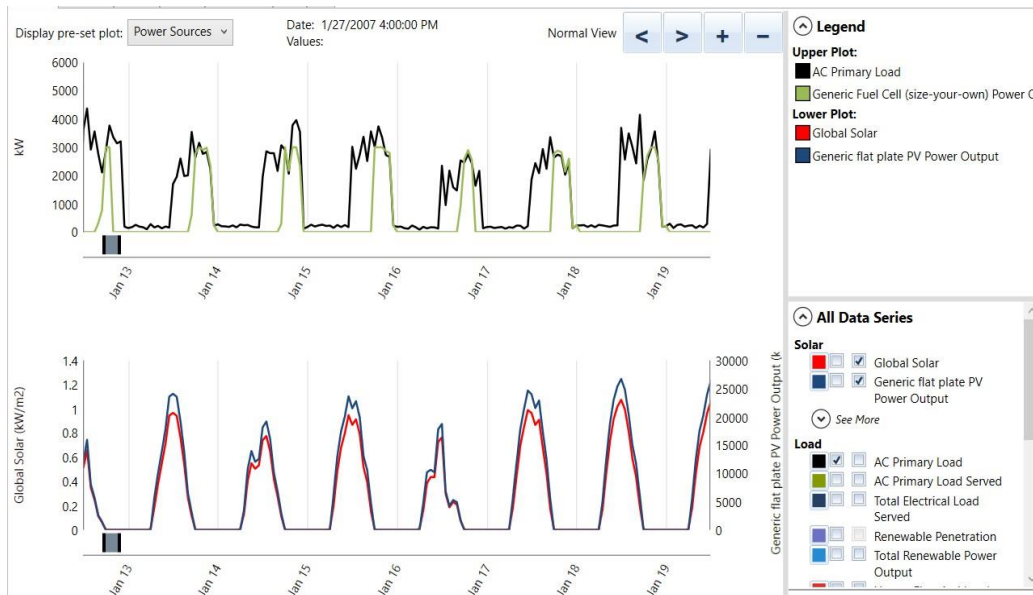 Display pre-set plot: Power Sources
Date: 1/27/2007 4:00:00 PM
Values:
Normal View < > + −
6000
5000
4000
3000
2000
1000
0
kW
Jan 13
Jan 14
Jan 15
Jan 16
Jan 17
Jan 18
Jan 19
1.4
1.2
1
0.8
0.6
0.4
0.2
0
Global Solar (kW/m2)
30000
25000
20000
15000
10000
5000
0
Generic flat plate PV Power Output (k
Jan 13
Jan 14
Jan 15
Jan 16
Jan 17
Jan 18
Jan 19
Legend
Upper Plot:
AC Primary Load
Generic Fuel Cell (size-your-own) Power O
Lower Plot:
Global Solar
Generic flat plate PV Power Output
All Data Series
Solar
Global Solar
Generic flat plate PV
Power Output
See More
Load
AC Primary Load
AC Primary Load Served
Total Electrical Load
Served
Renewable Penetration
Total Renewable Power
Output